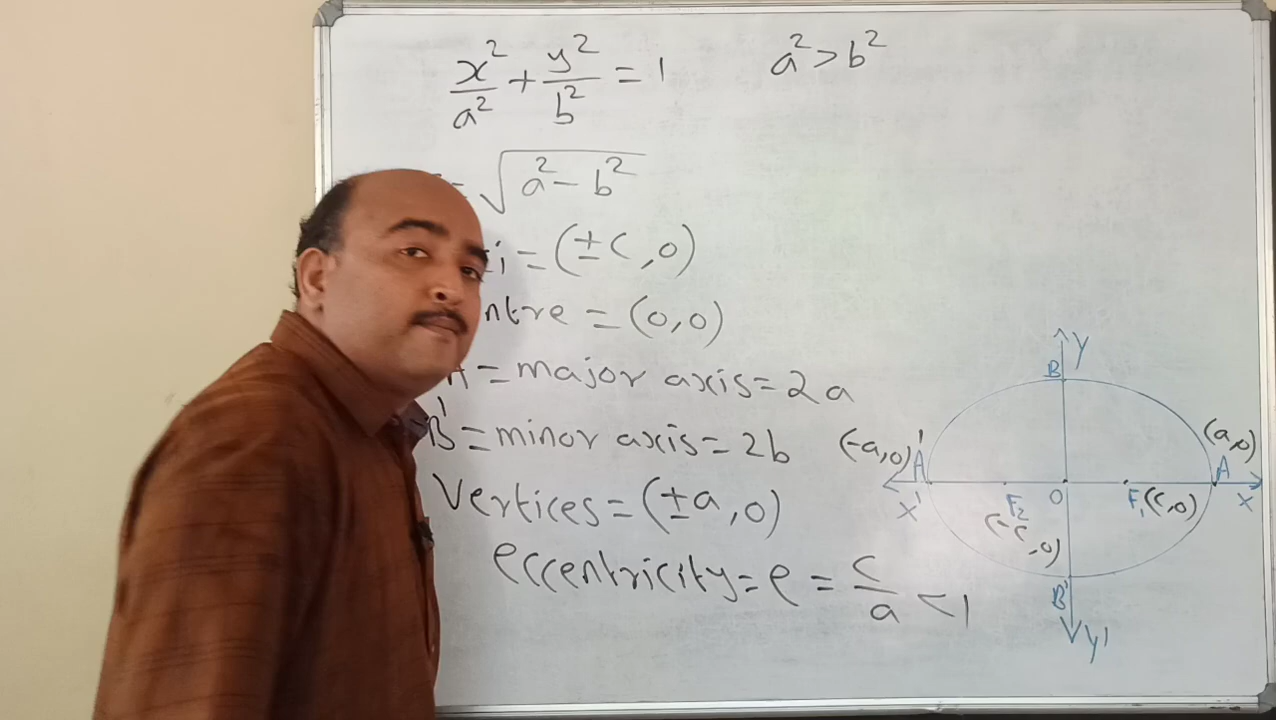 x²/a² + y²/b² = 1    a² > b²
= √(a² − b²)
ci = (±c, 0)
ntre = (0,0)
A = major axis = 2a
B' = minor axis = 2b
Vertices = (±a, 0)
eccentricity = e = c/a < 1
Y
B
(-a,0) A'
(a,0) A
X'
O
F₂ (-c,0)
F₁ (c,0)
X
B'
Y'